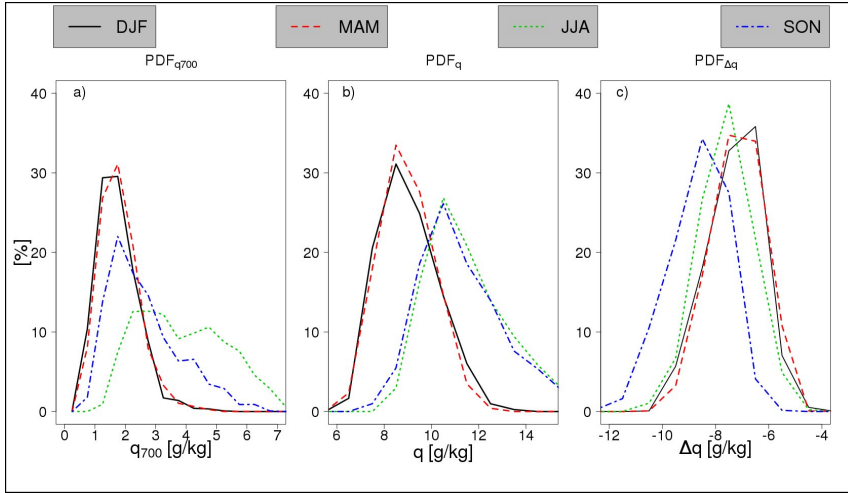 DJF MAM JJA SON
PDFq700 PDFq PDFΔq
a) b) c)
40 40 40
30 30 30
20 20 20
10 10 10
0 0 0
[%]
0 1 2 3 4 5 6 7 6 8 10 12 14 -12 -10 -8 -6 -4
q700 [g/kg] q [g/kg] Δq [g/kg]